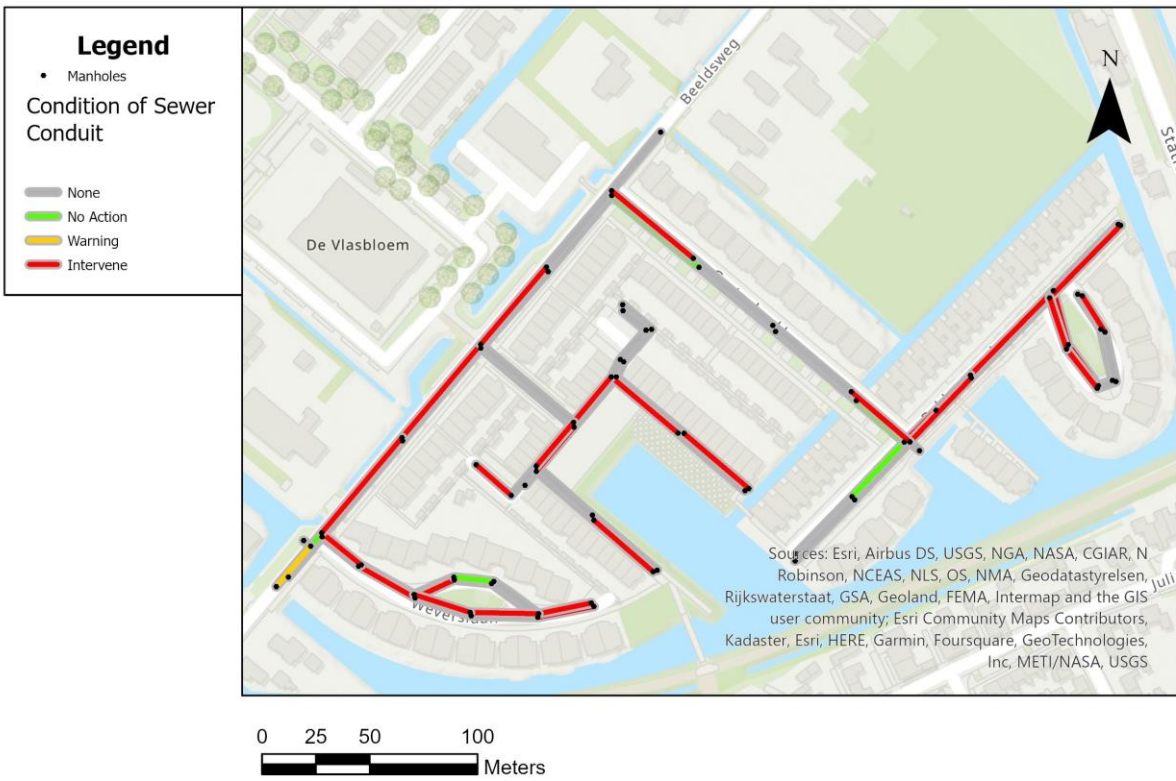 Legend
Manholes
Condition of Sewer
Conduit
None
No Action
Warning
Intervene
Beeldsweg
N
De Vlasbloem
Sources: Esri, Airbus DS, USGS, NGA, NASA, CGIAR, N
Robinson, NCEAS, NLS, OS, NMA, Geodatastyrelsen,
Rijkswaterstaat, GSA, Geoland, FEMA, Intermap and the GIS
user community; Esri Community Maps Contributors,
Kadaster, Esri, HERE, Garmin, Foursquare, GeoTechnologies,
Inc, METI/NASA, USGS
Weverslaan
0 25 50 100
Meters